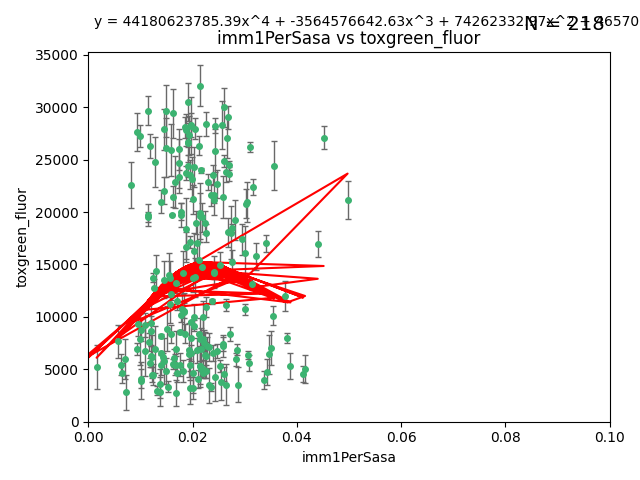 y = 44180623785.39x^4 + -3564576642.63x^3 + 74262332
N = 218
imm1PerSasa vs toxgreen_fluor
35000
30000
25000
20000
15000
10000
5000
0
toxgreen_fluor
0.00 0.02 0.04 0.06 0.08 0.10
imm1PerSasa